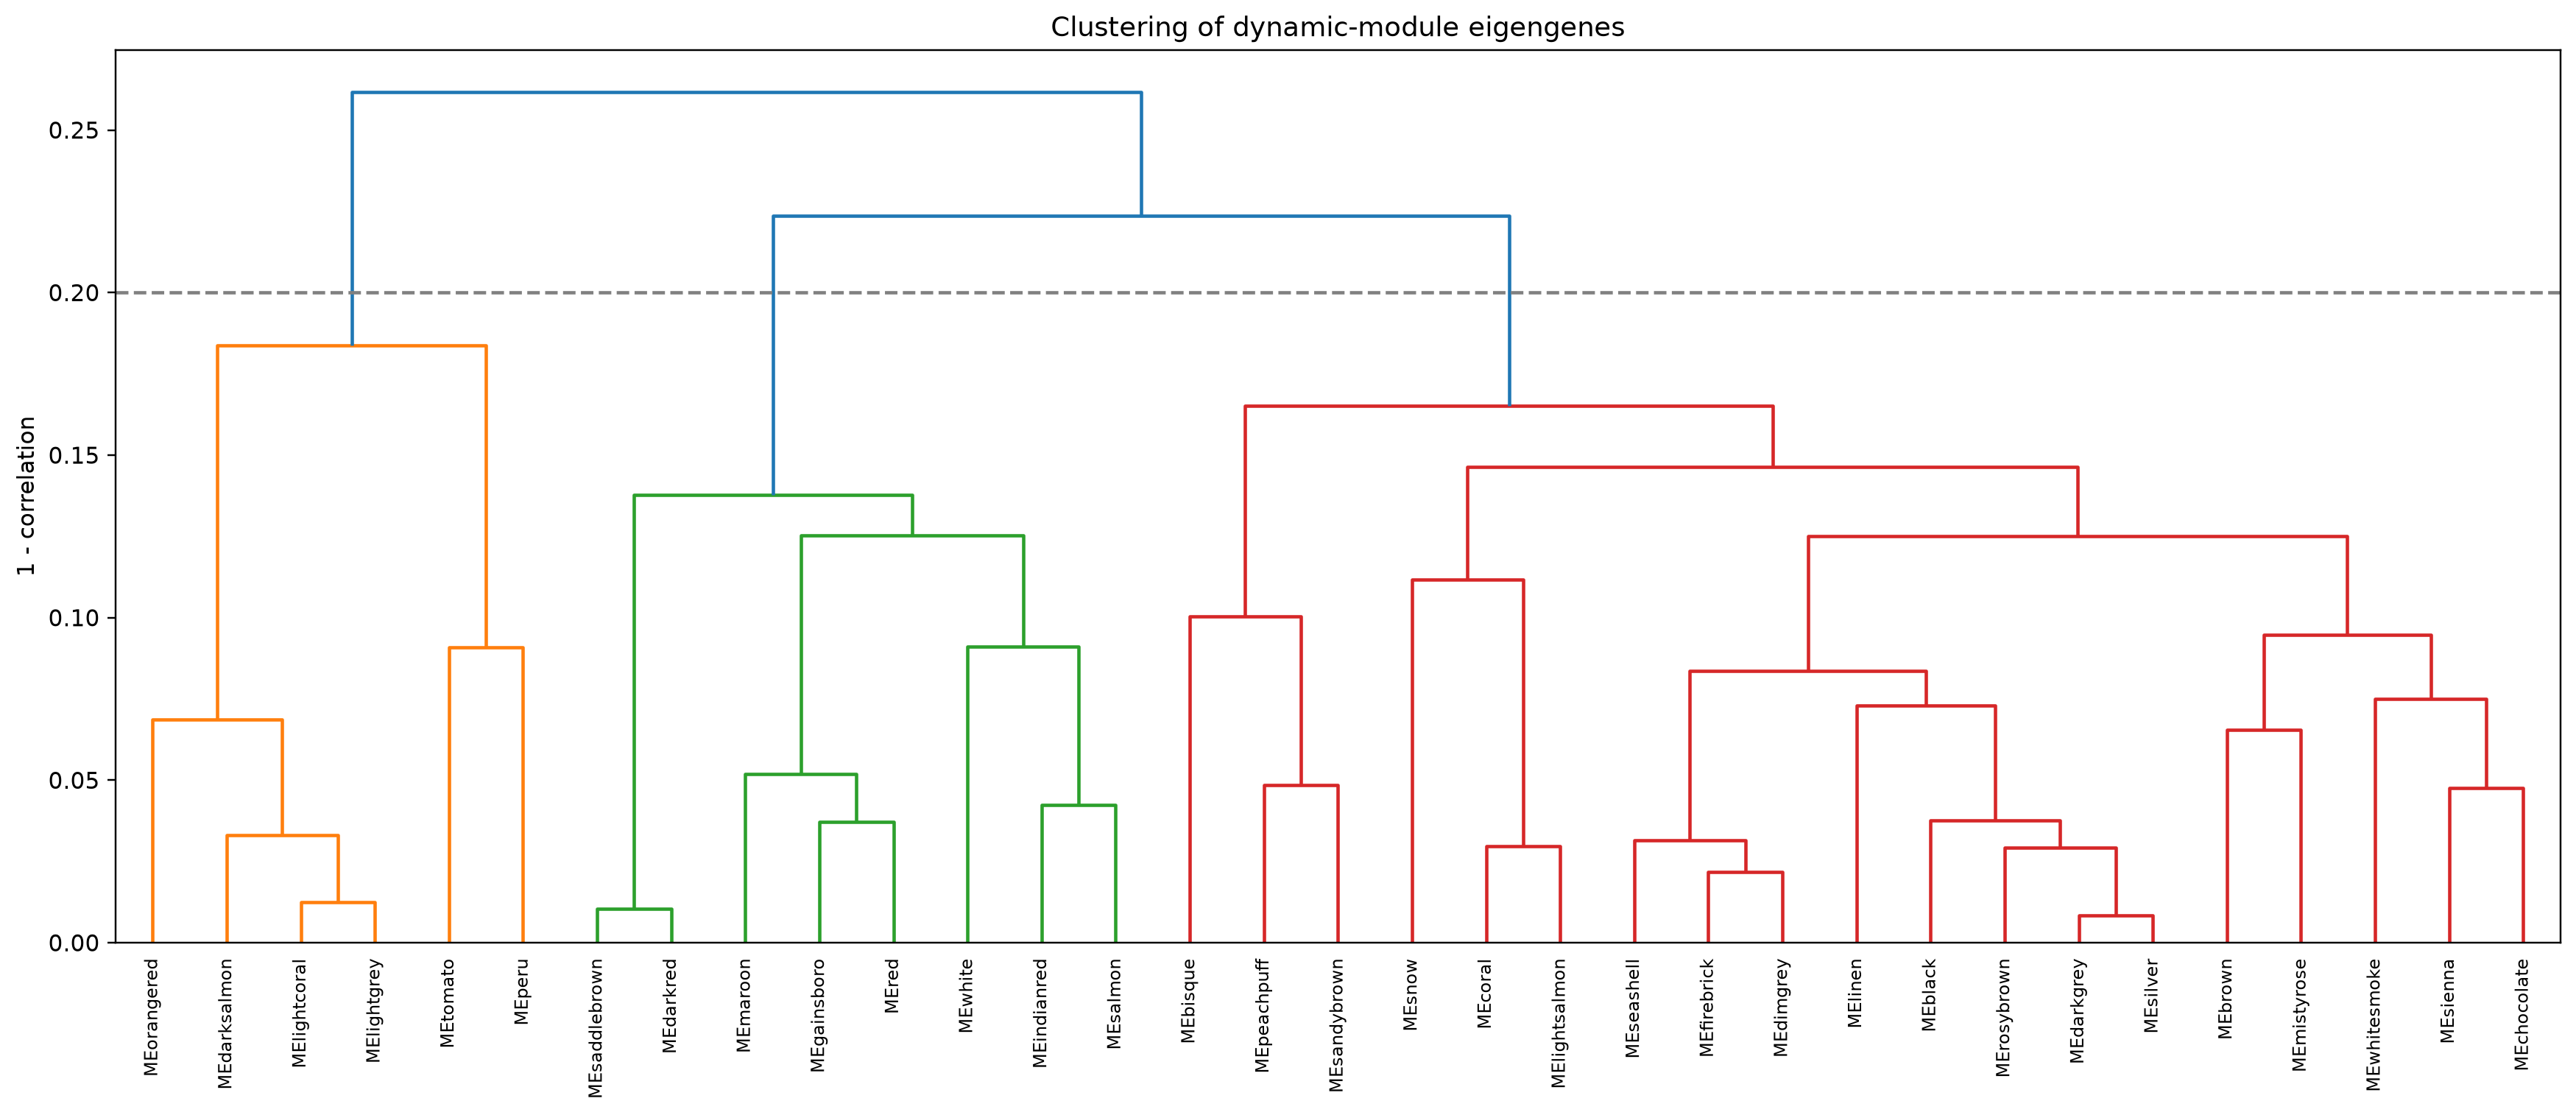 Clustering of dynamic-module eigengenes
1 - correlation
0.25
0.20
0.15
0.10
0.05
0.00
MEorangered
MEdarksalmon
MElightcoral
MElightgrey
MEtomato
MEperu
MEsaddlebrown
MEdarkred
MEmaroon
MEgainsboro
MEred
MEwhite
MEindianred
MEsalmon
MEbisque
MEpeachpuff
MEsandybrown
MEsnow
MEcoral
MElightsalmon
MEseashell
MEfirebrick
MEdimgrey
MElinen
MEblack
MErosybrown
MEdarkgrey
MEsilver
MEbrown
MEmistyrose
MEwhitesmoke
MEsienna
MEchocolate